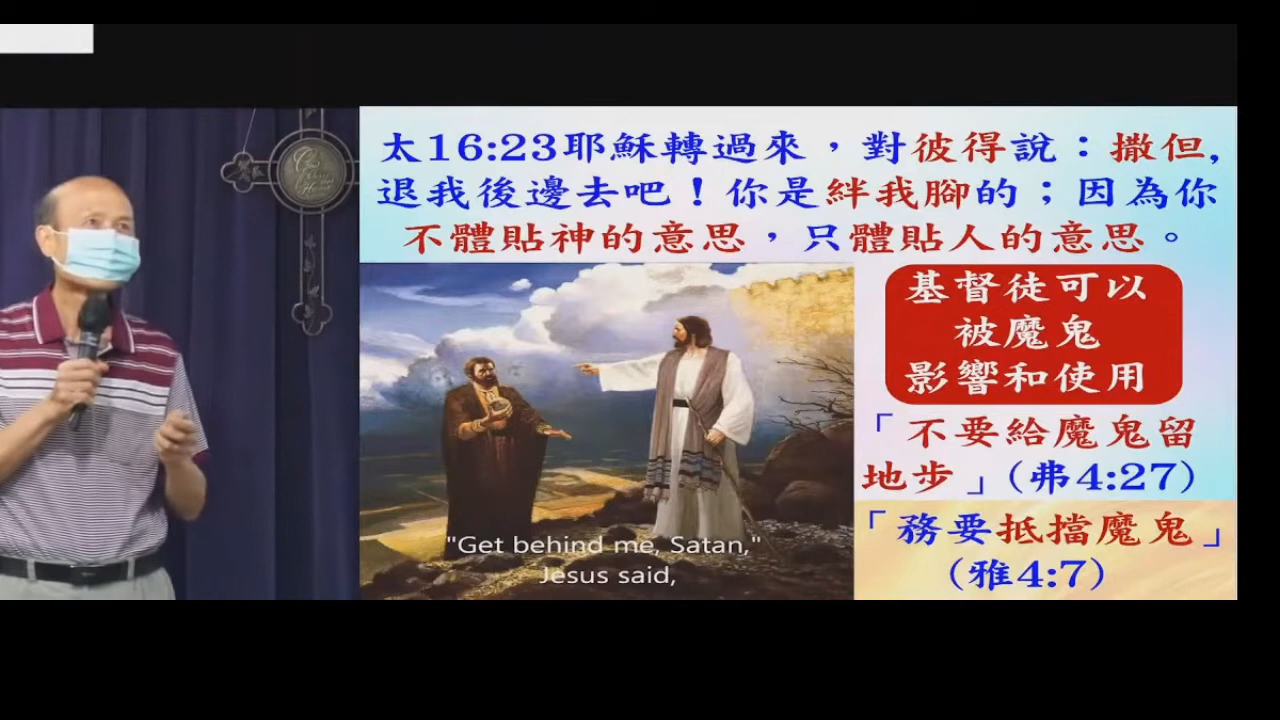 太16:23耶穌轉過來，對彼得說：撒但,
退我後邊去吧！你是絆我腳的；因為你
不體貼神的意思，只體貼人的意思。
基督徒可以
被魔鬼
影響和使用
「不要給魔鬼留
地步」(弗4:27)
「務要抵擋魔鬼」
(雅4:7)
"Get behind me, Satan,"
Jesus said,